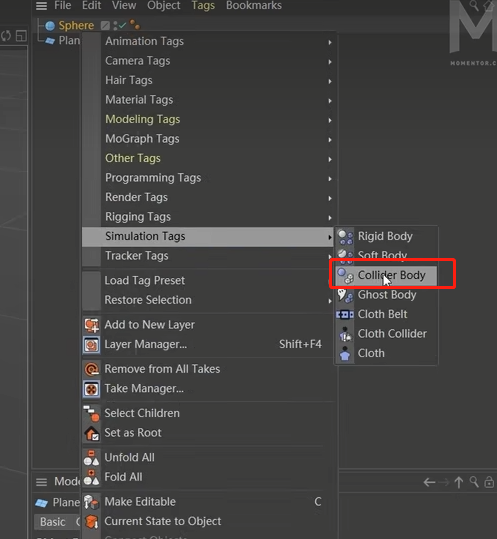 File Edit View Object Tags Bookmarks
Sphere
Plan
M
MOMENTOR.C
Animation Tags
Camera Tags
Hair Tags
Material Tags
Modeling Tags
MoGraph Tags
Other Tags
Programming Tags
Render Tags
Rigging Tags
Simulation Tags
Tracker Tags
Rigid Body
Soft Body
Collider Body
Ghost Body
Cloth Belt
Cloth Collider
Cloth
Load Tag Preset
Restore Selection
Add to New Layer
Layer Manager... Shift+F4
Remove from All Takes
Take Manager...
Select Children
Set as Root
Unfold All
Fold All
Make Editable C
Current State to Object
Connect Objects
Mode
Plane
Basic